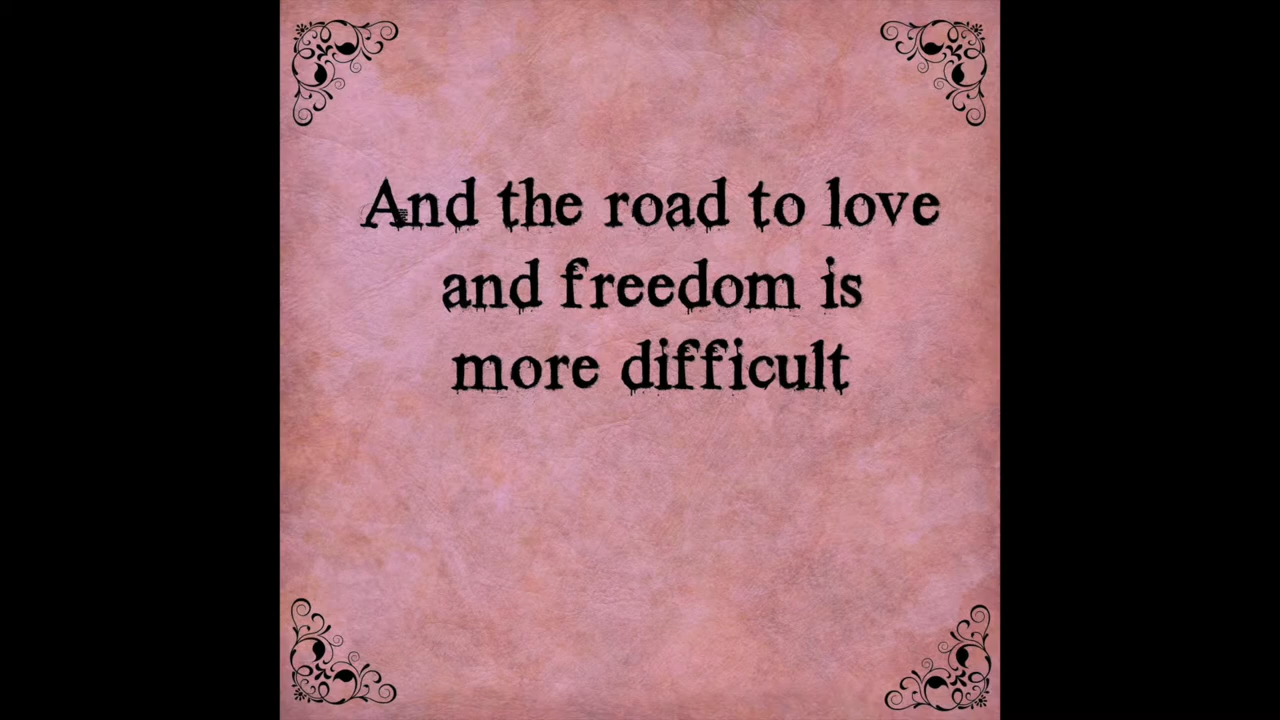 And the road to love
and freedom is
more difficult